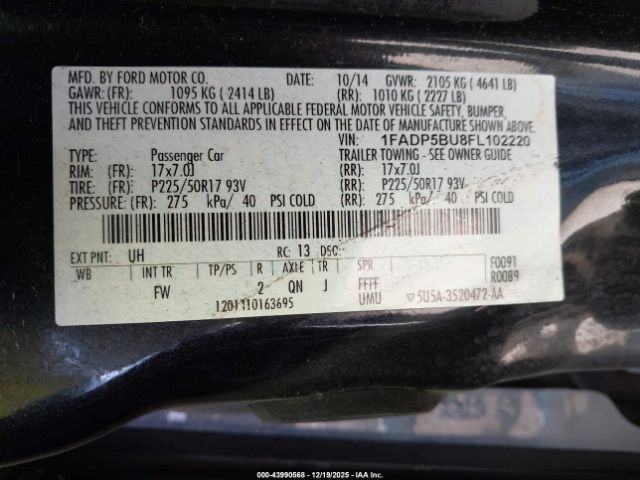 MFD. BY FORD MOTOR CO. DATE: 10/14 GVWR: 2105 KG ( 4641 LB)
GAWR: (FR): 1095 KG ( 2414 LB) (RR): 1010 KG ( 2227 LB)
THIS VEHICLE CONFORMS TO ALL APPLICABLE FEDERAL MOTOR VEHICLE SAFETY, BUMPER,
AND THEFT PREVENTION STANDARDS IN EFFECT ON THE DATE OF MANUFACTURE SHOWN ABOVE.
VIN: 1FADP5BU8FL102220
TYPE: Passenger Car TRAILER TOWING - SEE OWNER GUIDE
RIM: (FR): 17x7.0J (RR): 17x7.0J
TIRE: (FR): P225/50R17 93V (RR): P225/50R17 93V
PRESSURE: (FR): 275 kPa/ 40 PSI COLD (RR): 275 kPa/ 40 PSI COLD
EXT PNT: UH RC: 13 DSO: F0091
WB INT TR TP/PS R AXLE TR SPR R0089
FW 2 QN J FFFF
UMU
1201110163695 5U5A-3520472-AA
000-43990568 - 12/19/2025 - IAA, Inc.